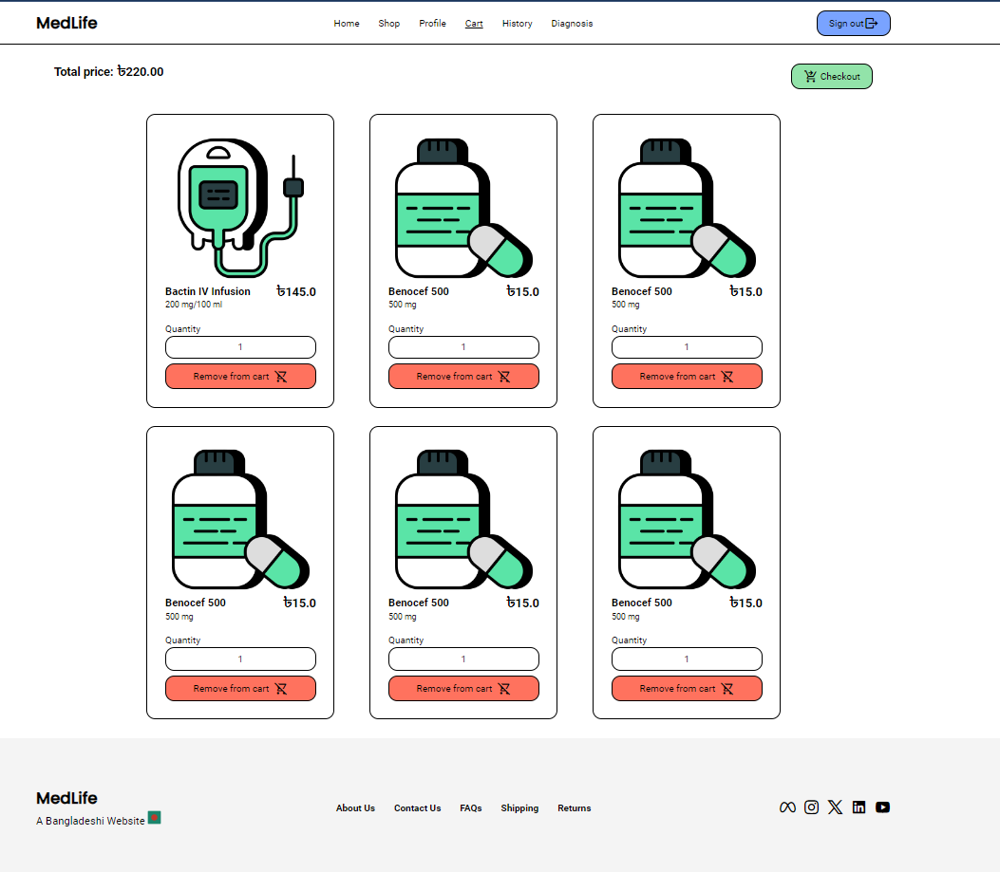 MedLife
Home Shop Profile Cart History Diagnosis
Sign out
Total price: ৳220.00
Checkout
Bactin IV Infusion ৳145.0
200 mg/100 ml
Quantity
1
Remove from cart
Benocef 500 ৳15.0
500 mg
Quantity
1
Remove from cart
Benocef 500 ৳15.0
500 mg
Quantity
1
Remove from cart
Benocef 500 ৳15.0
500 mg
Quantity
1
Remove from cart
Benocef 500 ৳15.0
500 mg
Quantity
1
Remove from cart
Benocef 500 ৳15.0
500 mg
Quantity
1
Remove from cart
MedLife
A Bangladeshi Website
About Us Contact Us FAQs Shipping Returns